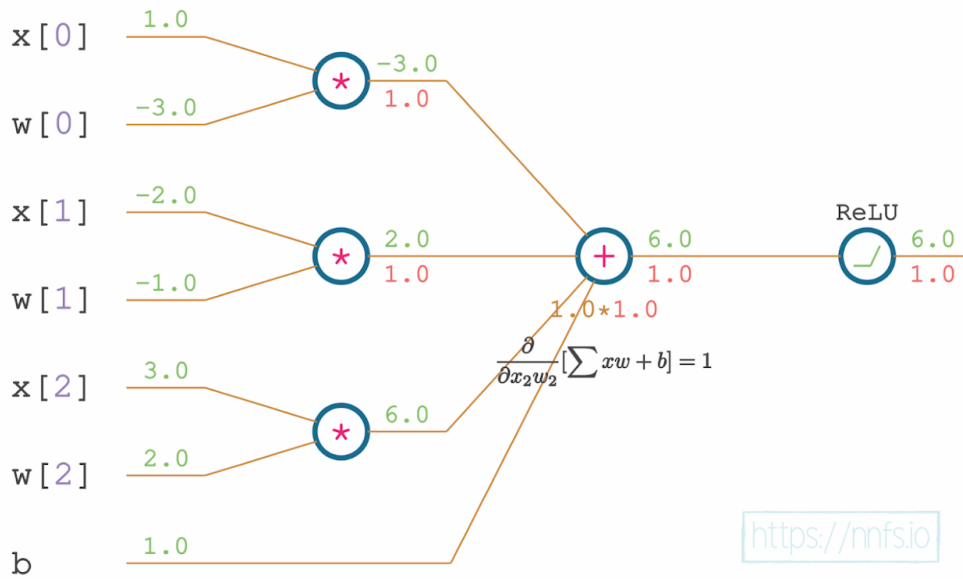 x[0] 1.0
-3.0
1.0
w[0] -3.0
x[1] -2.0
2.0
1.0
w[1] -1.0
6.0
1.0
ReLU
6.0
1.0
1.0*1.0
∂/∂x₂w₂[∑ xw + b] = 1
x[2] 3.0
6.0
w[2] 2.0
b 1.0
https://nnfs.io
*
*
*
+